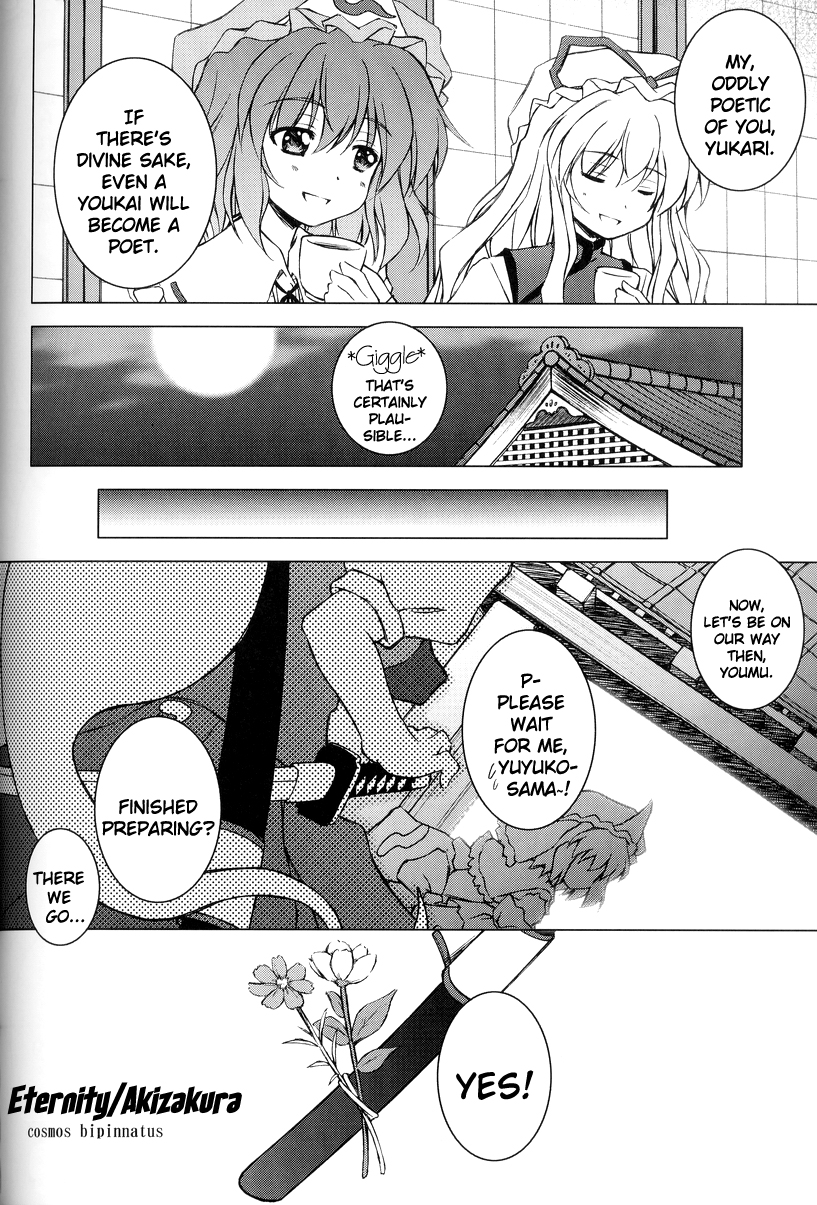 MY,
ODDLY
POETIC
OF YOU,
YUKARI.
IF
THERE'S
DIVINE SAKE,
EVEN A
YOUKAI WILL
BECOME A
POET.
*Giggle*
THAT'S
CERTAINLY
PLAU-
SIBLE...
NOW,
LET'S BE ON
OUR WAY
THEN,
YOUMU.
P-
PLEASE
WAIT
FOR ME,
YUYUKO-
SAMA~!
FINISHED
PREPARING?
THERE
WE
GO...
YES!
Eternity/Akizakura
cosmos bipinnatus